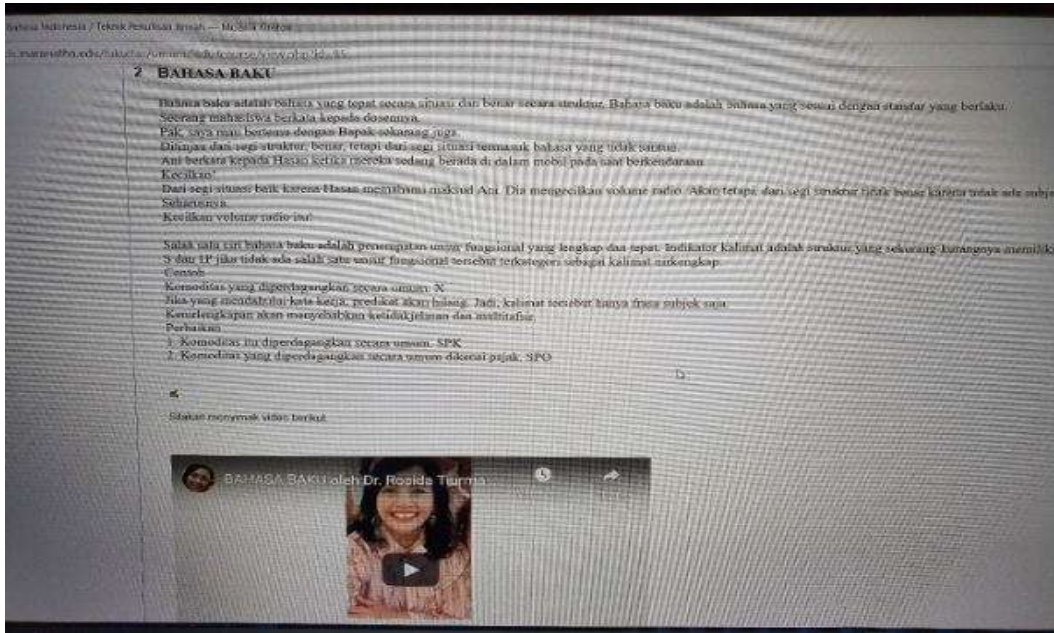 Bahasa Indonesia / Teknik Penulisan Ilmiah —
2 BAHASA BAKU
Bahasa baku adalah bahasa yang tepat secara situasi dan benar secara struktur. Bahasa baku adalah bahasa yang sesuai dengan standar yang berlaku.
Seorang mahasiswa berkata kepada dosennya.
Pak, saya mau bertemu dengan Bapak sekarang juga.
Ditinjau dari segi struktur, benar, tetapi dari segi situasi termasuk bahasa yang tidak santun.
Ani berkata kepada Hasan ketika mereka sedang berada di dalam mobil pada saat berkendaraan.
Kecilkan!
Dari segi situasi baik karena Hasan memahami maksud Ani. Dia mengecilkan volume radio. Akan tetapi, dari segi struktur tidak benar karena tidak ada subj
Seharusnya
Kecilkan volume radio itu!
Salah satu ciri bahasa baku adalah penempatan unsur fungsional yang lengkap dan tepat. Indikator kalimat adalah struktur yang sekurang-kurangnya memilik
S dan P jika tidak ada salah satu unsur fungsional tersebut terkategori sebagai kalimat
Contoh
Komoditas yang diperdagangkan secara umum. X
Jika yang mendahului kata kerja, predikat akan hilang. Jadi, kalimat tersebut hanya frasa subjek saja.
akan menyebabkan ketidakjelasan dan multitafsir.
Perbaikan
1. Komoditas itu diperdagangkan secara umum. SPK
2. Komoditas yang diperdagangkan secara umum dikenai pajak. SPO
Silakan menyimak video berikut.
BAHASA BAKU oleh Dr. Rosida Tiurma...